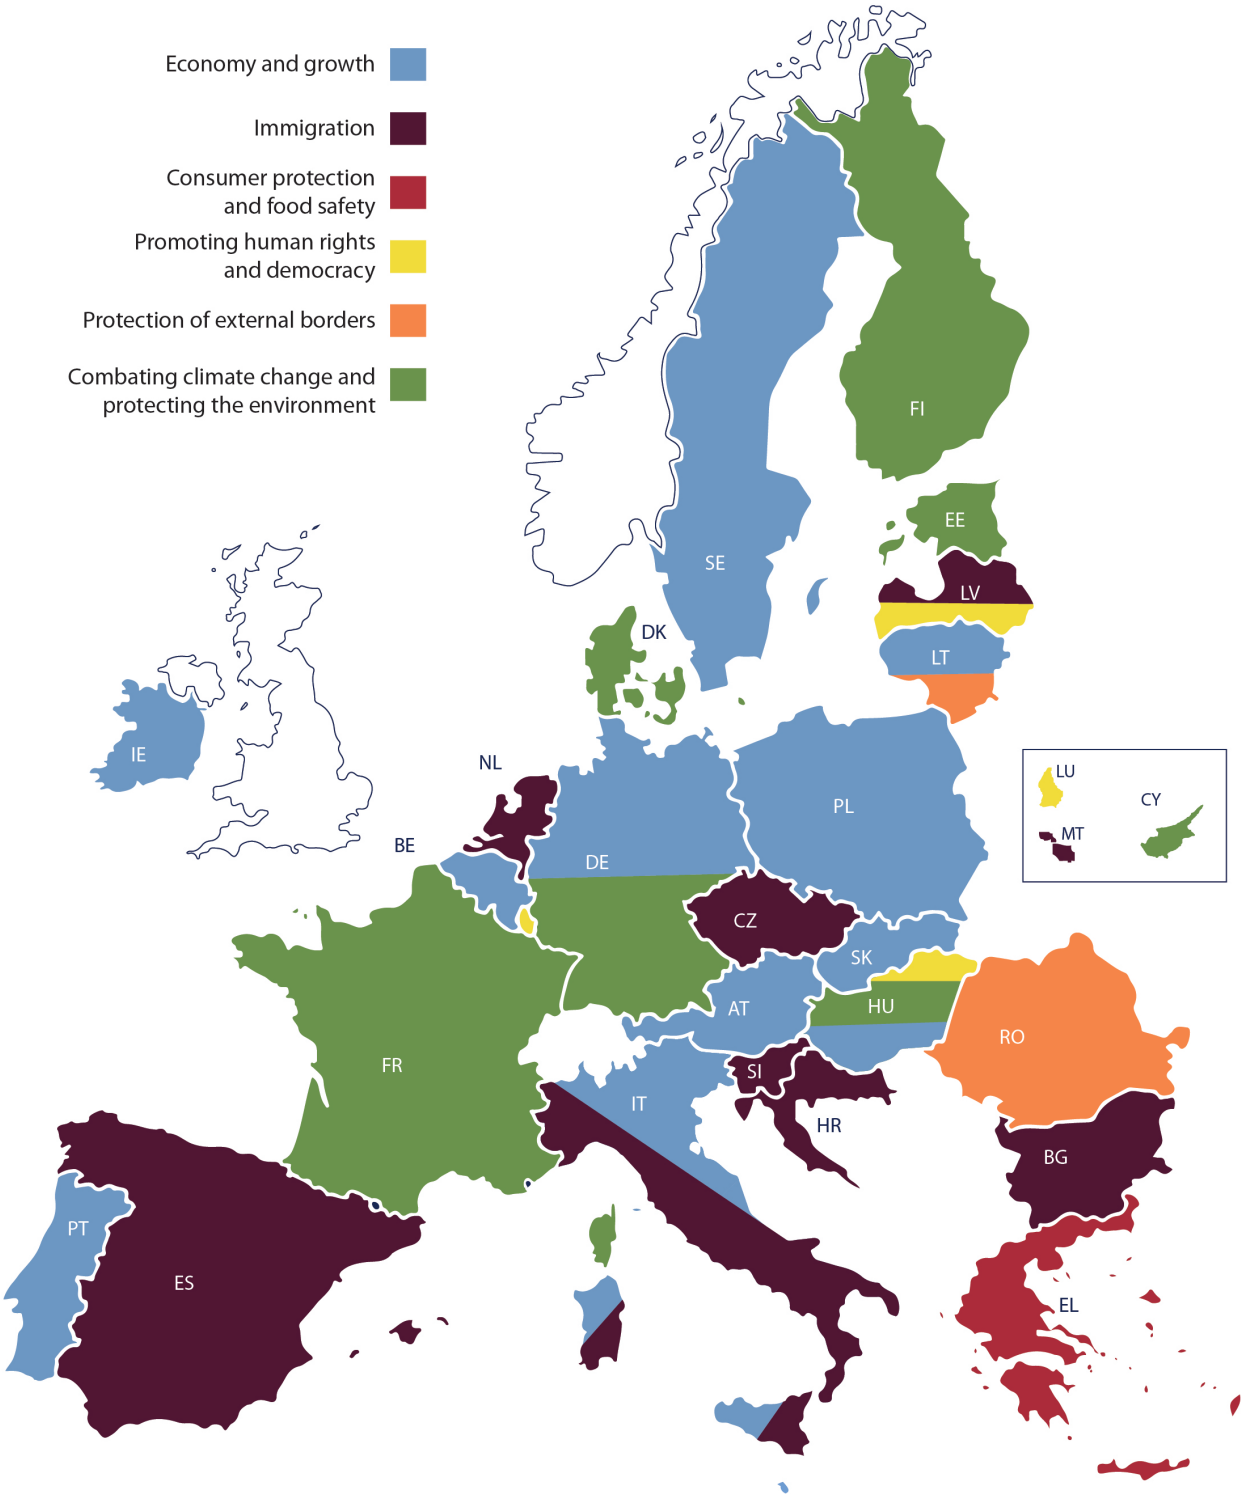 Economy and growth
Immigration
Consumer protection
and food safety
Promoting human rights
and democracy
Protection of external borders
Combating climate change and
protecting the environment
FI
EE
SE
LV
DK
LT
IE
NL
LU
PL
CY
MT
BE
DE
CZ
SK
AT
HU
RO
FR
SI
IT
HR
BG
PT
ES
EL